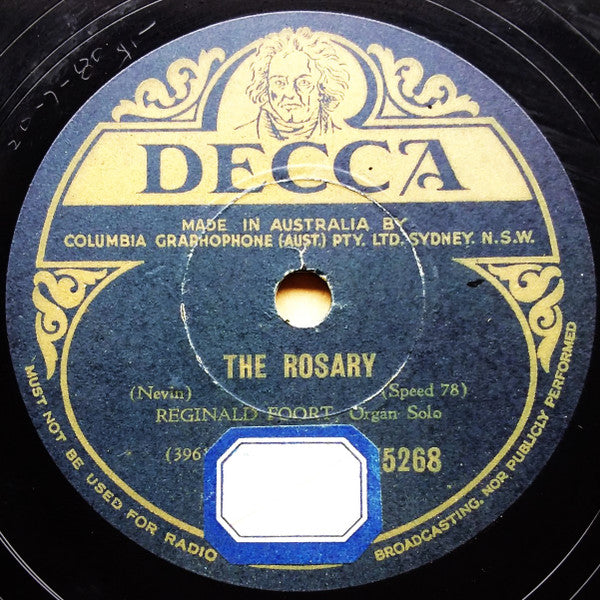 DECCA
MADE IN AUSTRALIA BY
COLUMBIA GRAPHOPHONE (AUST.) PTY. LTD. SYDNEY. N.S.W.
THE ROSARY
(Nevin) (Speed 78)
REGINALD FOORT, Organ Solo
(396 5268
MUST NOT BE USED FOR RADIO BROADCASTING, NOR PUBLICLY PERFORMED